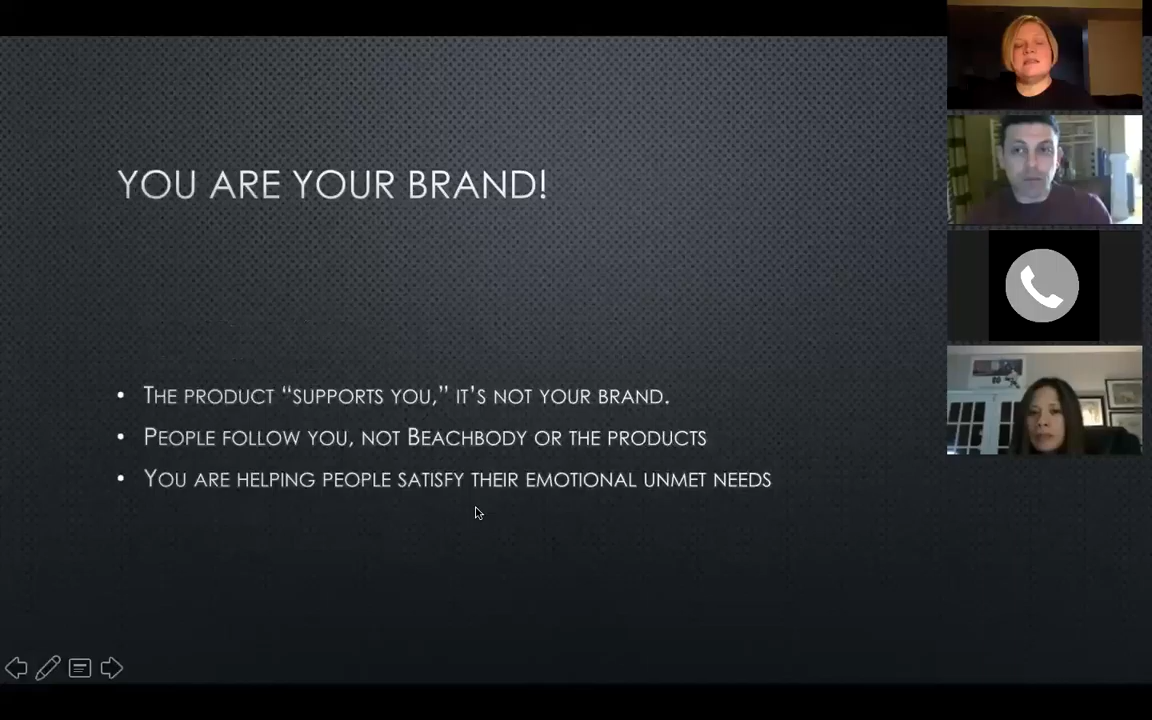 YOU ARE YOUR BRAND!
• THE PRODUCT “SUPPORTS YOU,” IT’S NOT YOUR BRAND.
• PEOPLE FOLLOW YOU, NOT BEACHBODY OR THE PRODUCTS
• YOU ARE HELPING PEOPLE SATISFY THEIR EMOTIONAL UNMET NEEDS